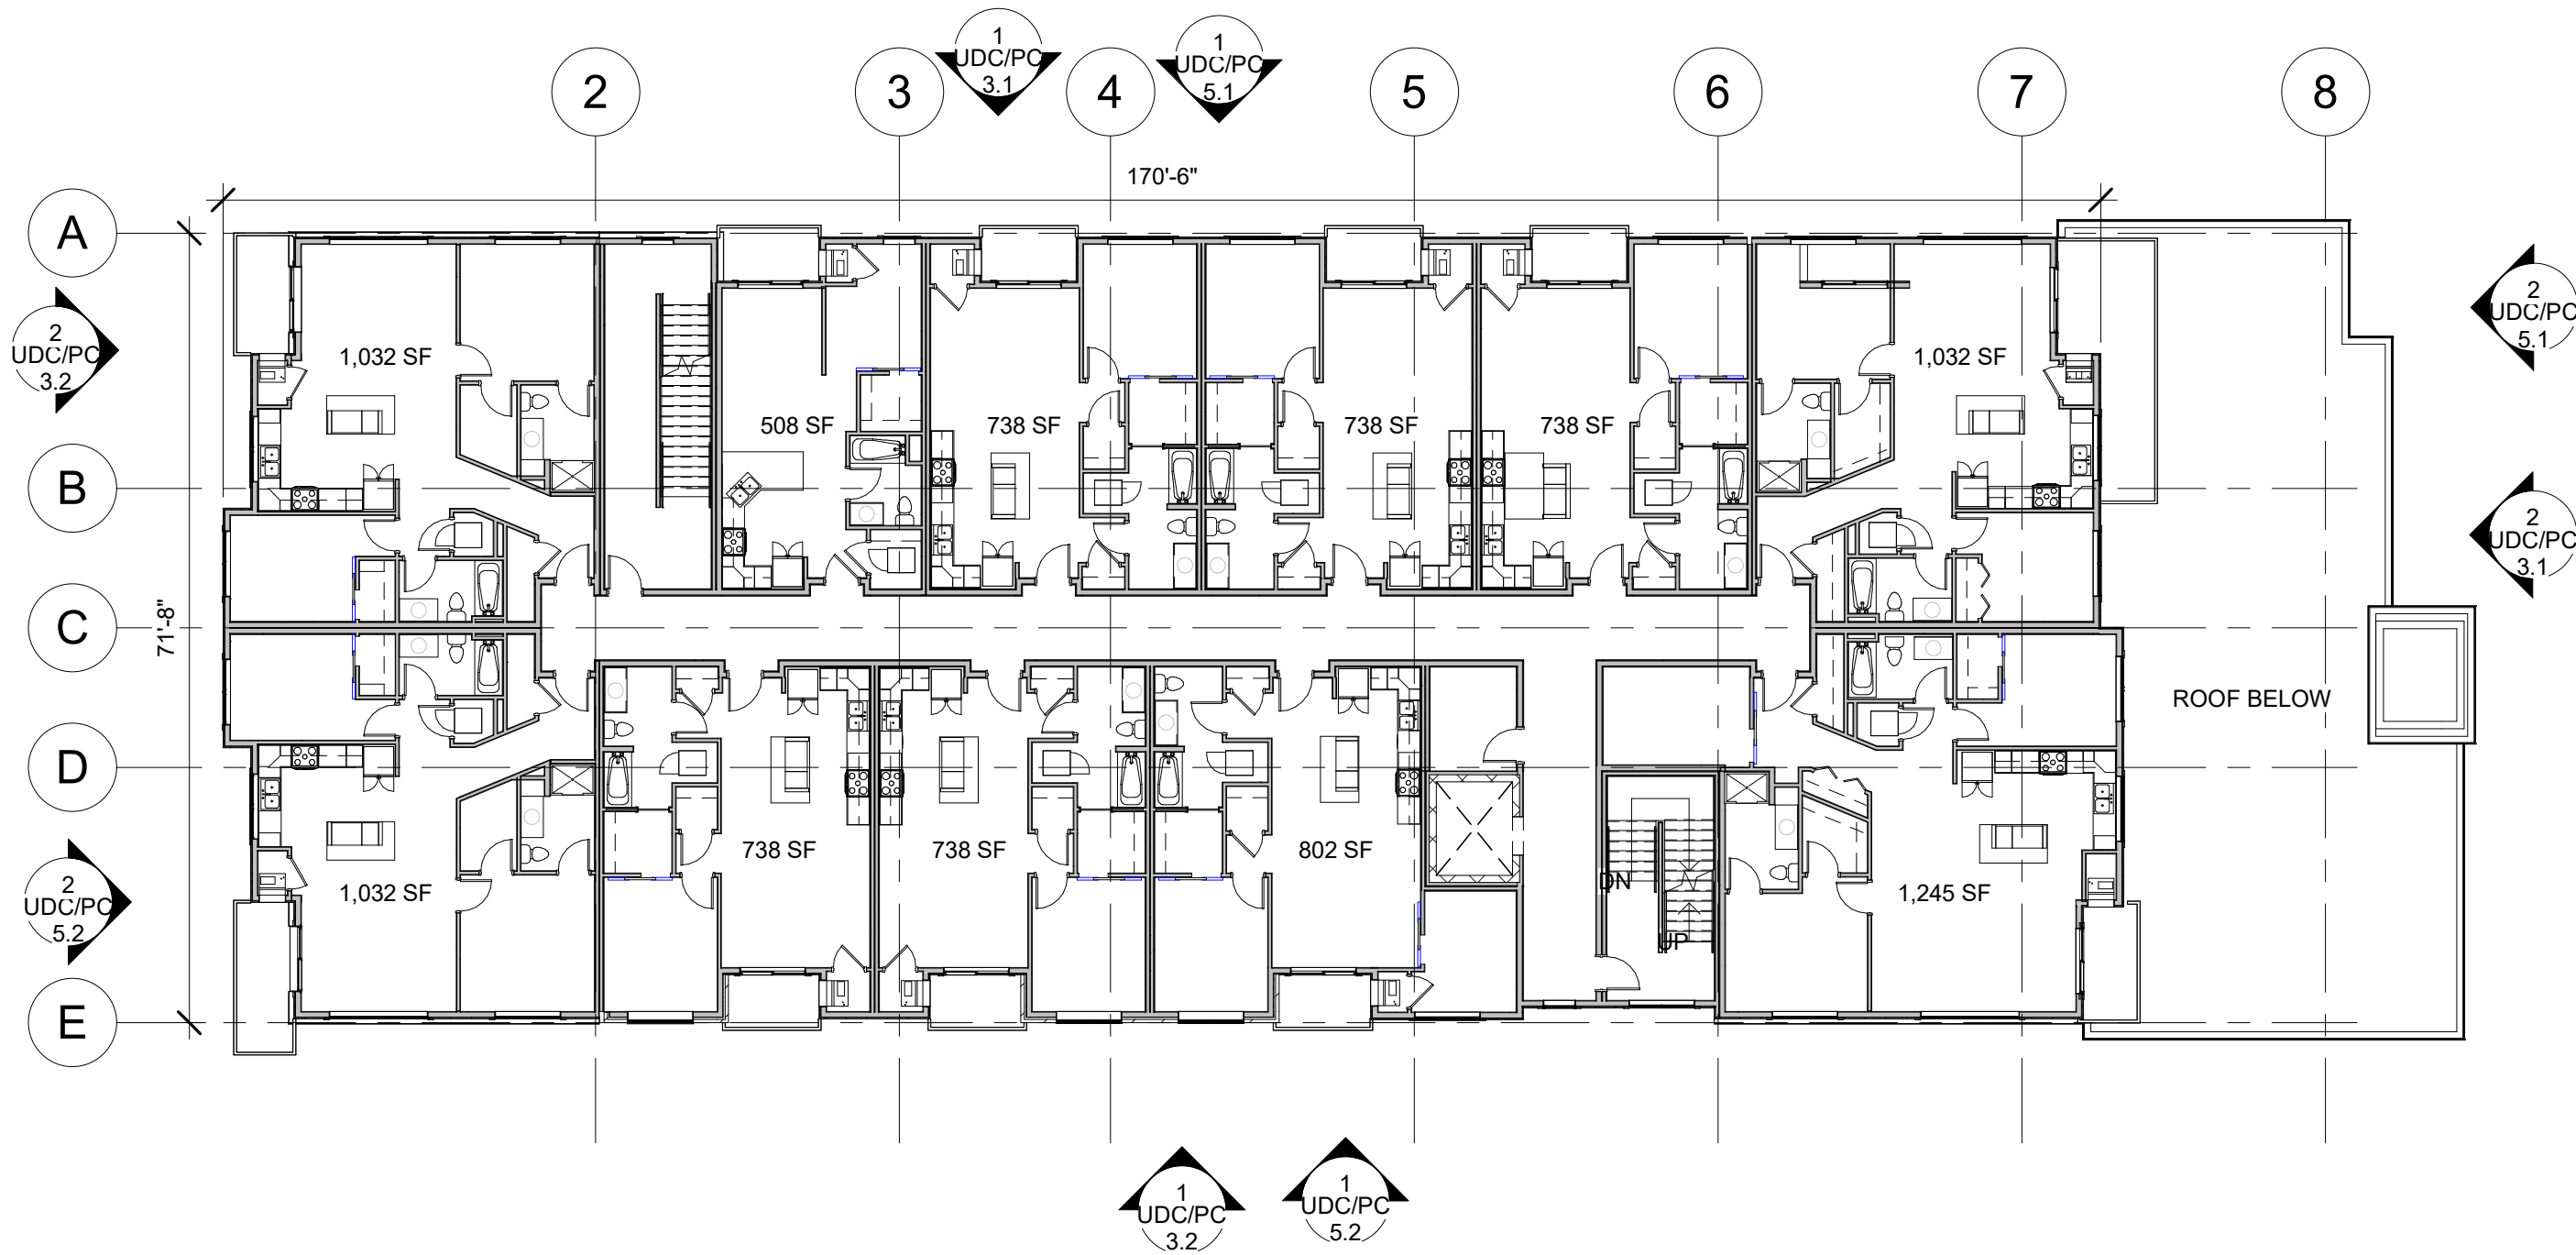 1
UDC/PC
3.1
1
UDC/PC
5.1
2
3
4
5
6
7
8
170'-6"
A
2
UDC/PC
3.2
1,032 SF
1,032 SF
2
UDC/PC
5.1
508 SF
738 SF
738 SF
738 SF
B
2
UDC/PC
3.1
C
71'-8"
ROOF BELOW
D
738 SF
738 SF
802 SF
2
UDC/PC
5.2
1,032 SF
DN
1,245 SF
UP
E
1
UDC/PC
3.2
1
UDC/PC
5.2